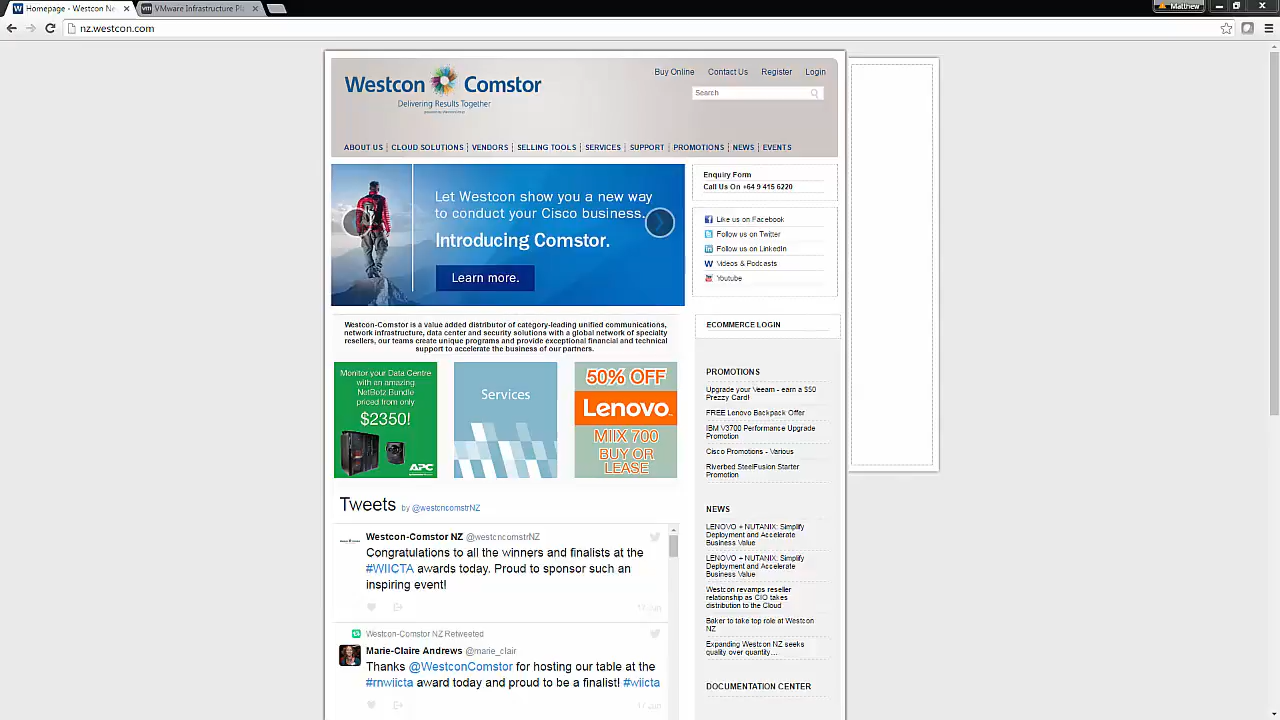 Homepage - Westcon Ne
VMware Infrastructure Pl
Matthew
nz.westcon.com
Westcon Comstor
Delivering Results Together
Buy Online
Contact Us
Register
Login
Search
ABOUT US
CLOUD SOLUTIONS
VENDORS
SELLING TOOLS
SERVICES
SUPPORT
PROMOTIONS
NEWS
EVENTS
Let Westcon show you a new way
to conduct your Cisco business.
Introducing Comstor.
Learn more.
Enquiry Form
Call Us On +64 9 415 6220
Like us on Facebook
Follow us on Twitter
Follow us on LinkedIn
Videos & Podcasts
Youtube
Westcon-Comstor is a value added distributor of category-leading unified communications,
network infrastructure, data center and security solutions with a global network of specialty
resellers, our teams create unique programs and provide exceptional financial and technical
support to accelerate the business of our partners.
ECOMMERCE LOGIN
Monitor your Data Centre
with an amazing
NetBotz Bundle
priced from only
$2350!
APC
Services
50% OFF
Lenovo
MIIX 700
BUY OR
LEASE
PROMOTIONS
Upgrade your Veeam - earn a $50
Prezzy Card!
FREE Lenovo Backpack Offer
IBM V3700 Performance Upgrade
Promotion
Cisco Promotions - Various
Riverbed SteelFusion Starter
Promotion
Tweets by @westcncomstrNZ
Westcon-Comstor NZ @westcncomstrNZ
Congratulations to all the winners and finalists at the
#WIICTA awards today. Proud to sponsor such an
inspiring event!
17 Jun
Westcon-Comstor NZ Retweeted
Marie-Claire Andrews @marie_clair
Thanks @WestconComstor for hosting our table at the
#rnwiicta award today and proud to be a finalist! #wiicta
17 Jun
NEWS
LENOVO + NUTANIX: Simplify
Deployment and Accelerate
Business Value
LENOVO + NUTANIX: Simplify
Deployment and Accelerate
Business Value
Westcon revamps reseller
relationship as CIO takes
distribution to the Cloud
Baker to take top role at Westcon
NZ
Expanding Westcon NZ seeks
quality over quantity...
DOCUMENTATION CENTER